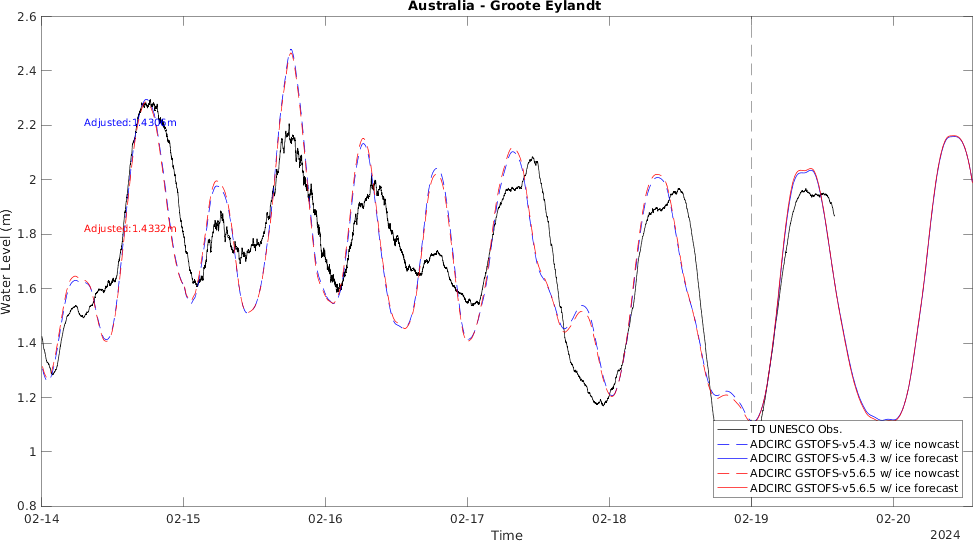 Australia - Groote Eylandt
2.6
2.4
2.2
2
1.8
1.6
1.4
1.2
1
0.8
Water Level (m)
Adjusted:1.4305m
Adjusted:1.4332m
TD UNESCO Obs.
ADCIRC GSTOFS-v5.4.3 w/ ice nowcast
ADCIRC GSTOFS-v5.4.3 w/ ice forecast
ADCIRC GSTOFS-v5.6.5 w/ ice nowcast
ADCIRC GSTOFS-v5.6.5 w/ ice forecast
02-14 02-15 02-16 02-17 02-18 02-19 02-20
Time
2024